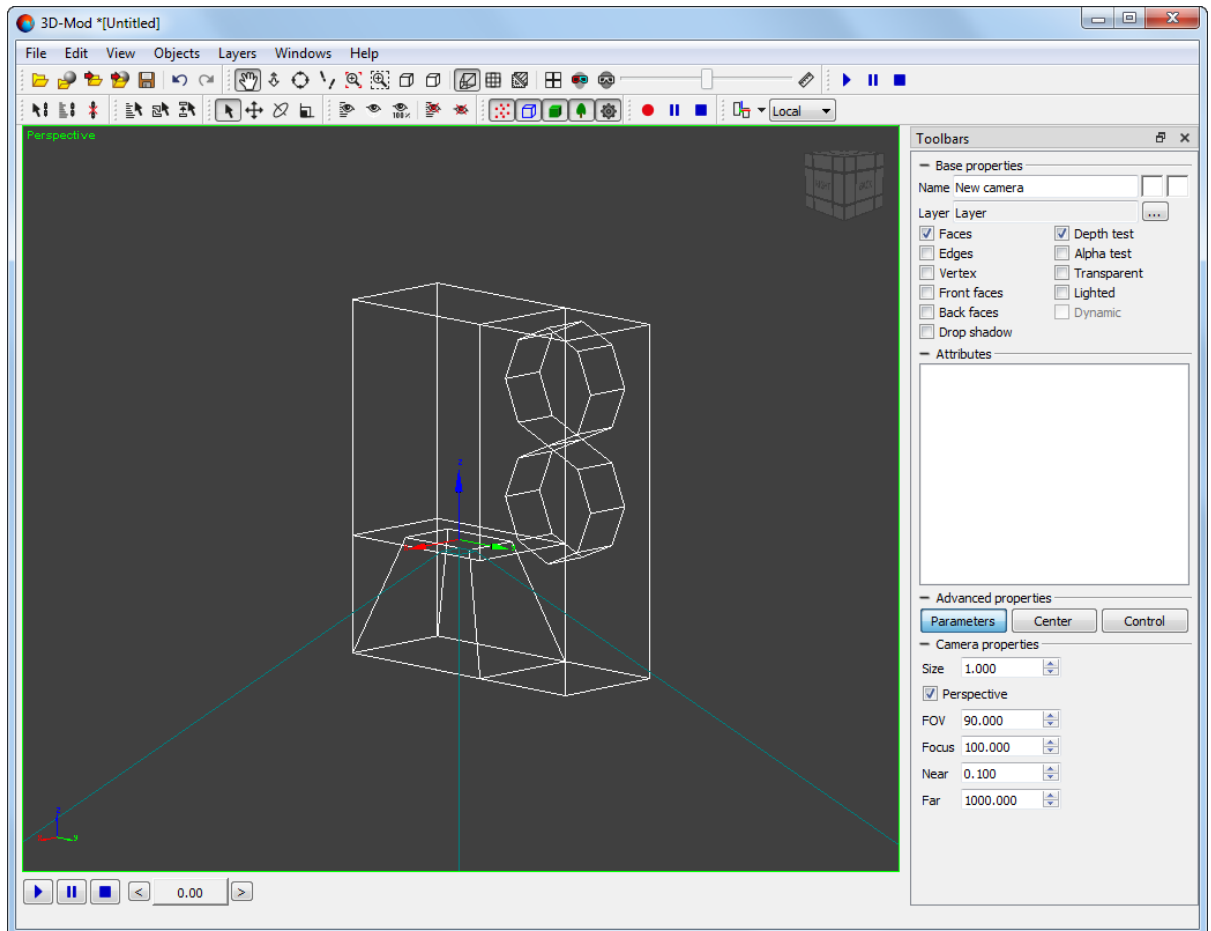 3D-Mod *[Untitled]
File Edit View Objects Layers Windows Help
100%
Local
Perspective
RIGHT BACK
z
x y
z
x y
Toolbars
Base properties
Name New camera
Layer Layer ...
Faces Depth test
Edges Alpha test
Vertex Transparent
Front faces Lighted
Back faces Dynamic
Drop shadow
Attributes
Advanced properties
Parameters Center Control
Camera properties
Size 1.000
Perspective
FOV 90.000
Focus 100.000
Near 0.100
Far 1000.000
< 0.00 >